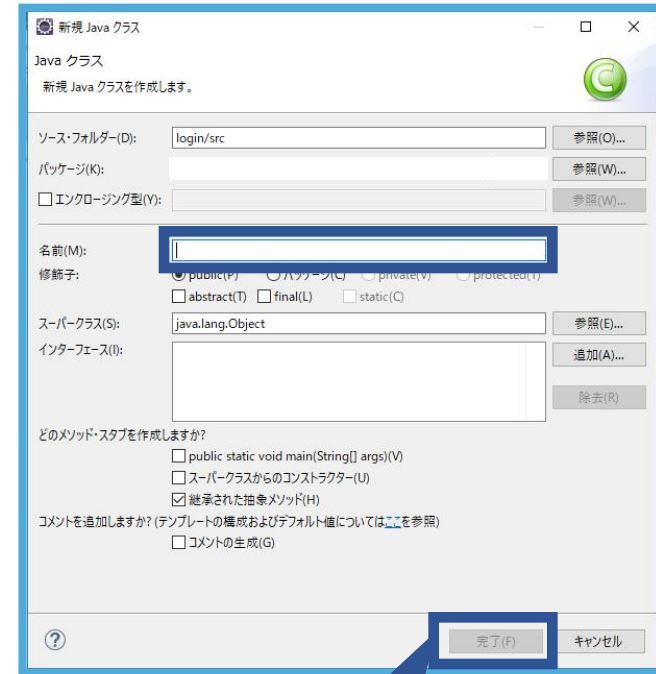 新規 Java クラス
Java クラス
新規 Java クラスを作成します。
ソース・フォルダー(D): login/src 参照(O)...
パッケージ(K): 参照(W)...
エンクロージング型(Y): 参照(W)...
名前(M):
修飾子: public(P) パッケージ(C) private(V) protected(T)
abstract(T) final(L) static(C)
スーパークラス(S): java.lang.Object 参照(E)...
インターフェース(I): 追加(A)...
除去(R)
どのメソッド・スタブを作成しますか?
public static void main(String[] args)(V)
スーパークラスからのコンストラクター(U)
継承された抽象メソッド(H)
コメントを追加しますか? (テンプレートの構成およびデフォルト値についてはここを参照)
コメントの生成(G)
完了(F) キャンセル